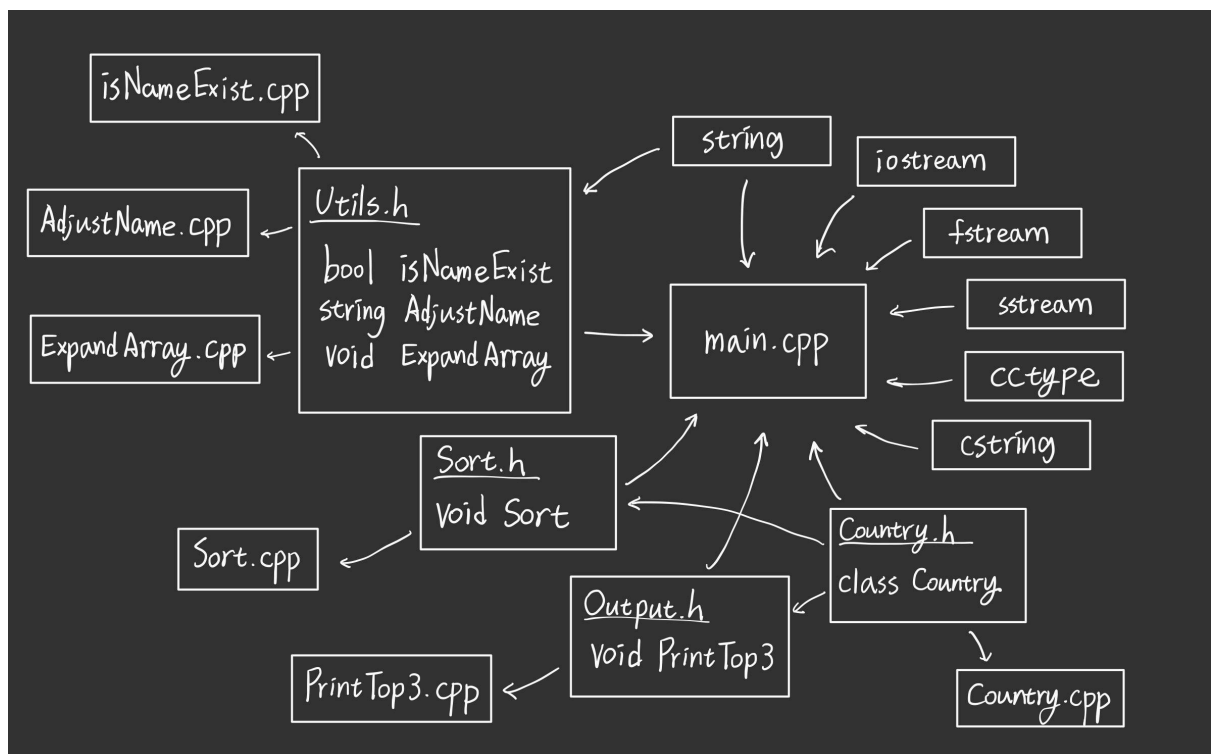 isNameExist.cpp
string
iostream
Utils.h
AdjustName.cpp
fstream
bool isNameExist
string AdjustName
sstream
ExpandArray.cpp
void ExpandArray
main.cpp
cctype
cstring
Sort.h
void Sort
Sort.cpp
Country.h
class Country
Output.h
void PrintTop3
PrintTop3.cpp
Country.cpp